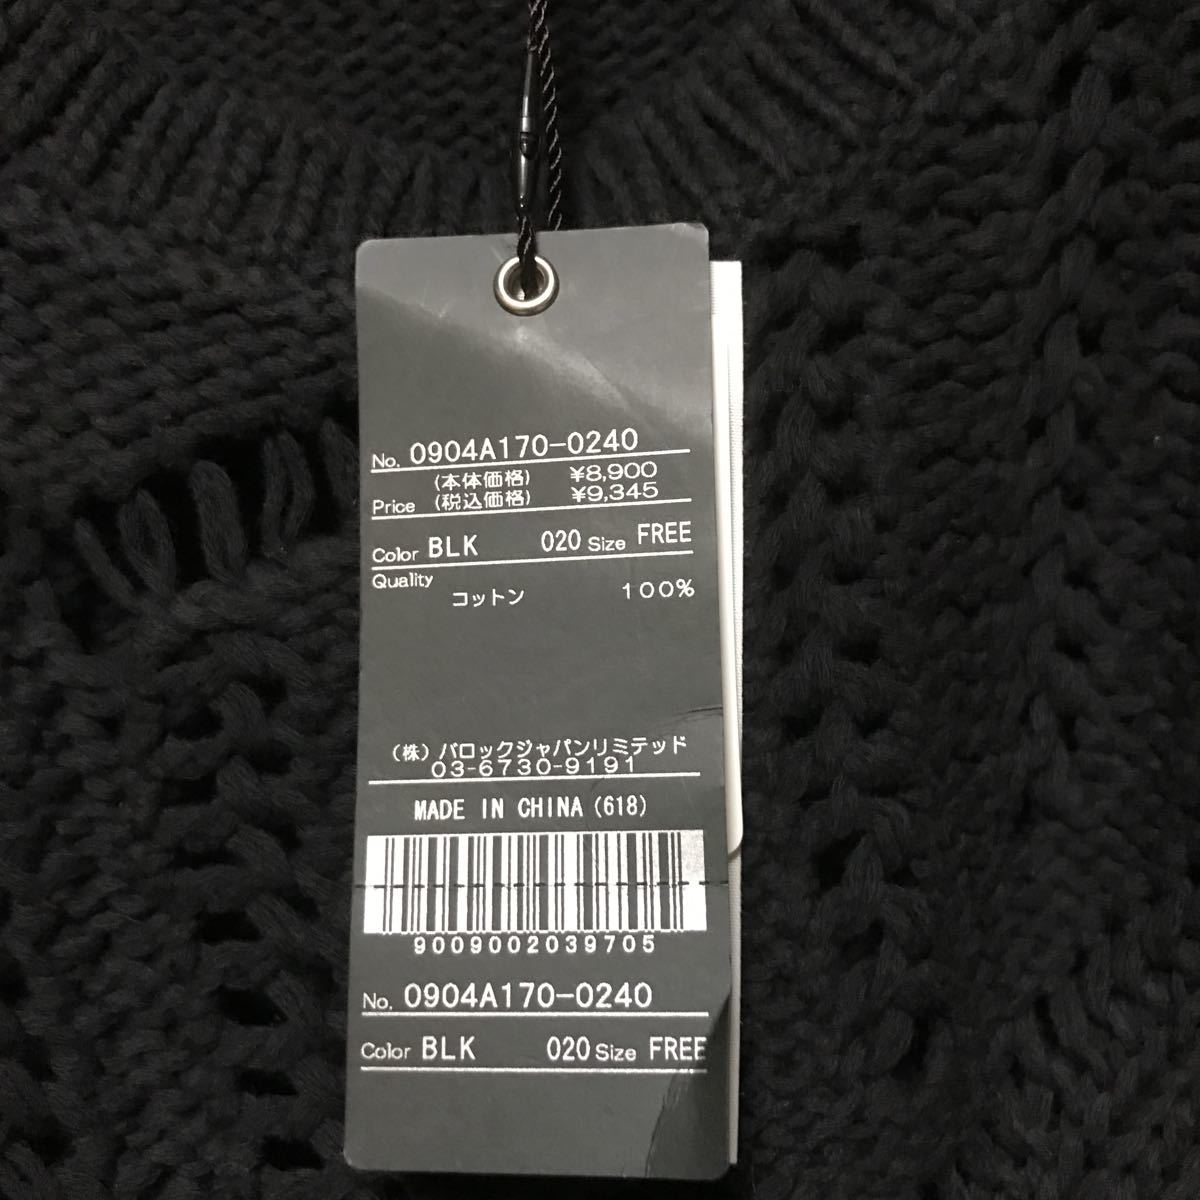 No. 0904A170-0240
(本体価格) ¥8,900
Price (税込価格) ¥9,345
Color BLK 020 Size FREE
Quality
コットン 100%
(株)バロックジャパンリミテッド
03-6730-9191
MADE IN CHINA (618)
9009002039705
No. 0904A170-0240
Color BLK 020 Size FREE